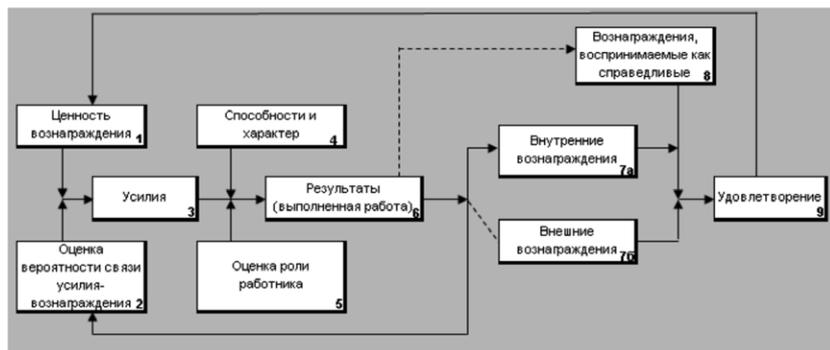 Ценность
вознаграждения 1
Оценка
вероятности связи
усилия-
вознаграждения 2
Усилия
3
Способности и
характер
4
Оценка роли
работника
5
Результаты
(выполненная работа) 6
Внутренние
вознаграждения
7а
Внешние
вознаграждения
7б
Вознаграждения,
воспринимаемые как
справедливые 8
Удовлетворение
9